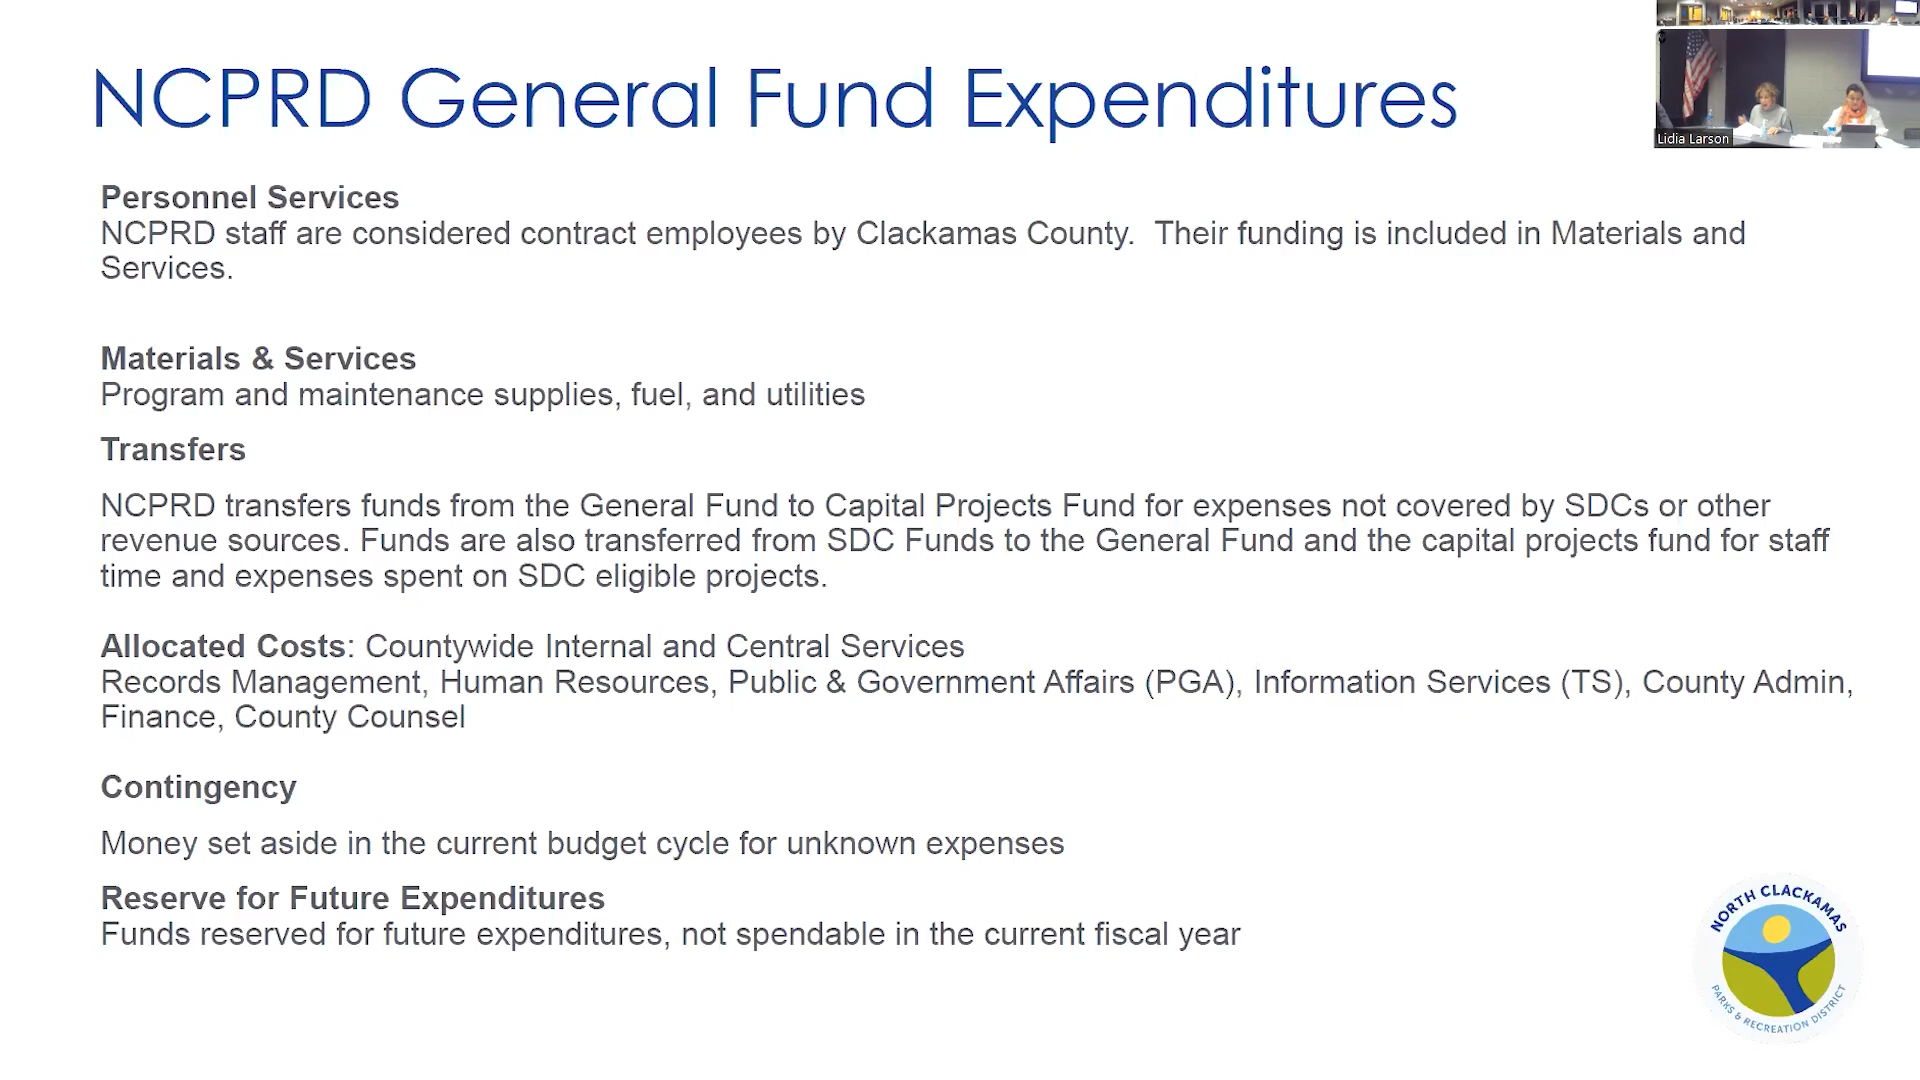 NCPRD General Fund Expenditures
Lidia Larson
Personnel Services
NCPRD staff are considered contract employees by Clackamas County.  Their funding is included in Materials and
Services.
Materials & Services
Program and maintenance supplies, fuel, and utilities
Transfers
NCPRD transfers funds from the General Fund to Capital Projects Fund for expenses not covered by SDCs or other
revenue sources. Funds are also transferred from SDC Funds to the General Fund and the capital projects fund for staff
time and expenses spent on SDC eligible projects.
Allocated Costs: Countywide Internal and Central Services
Records Management, Human Resources, Public & Government Affairs (PGA), Information Services (TS), County Admin,
Finance, County Counsel
Contingency
Money set aside in the current budget cycle for unknown expenses
Reserve for Future Expenditures
Funds reserved for future expenditures, not spendable in the current fiscal year
NORTH CLACKAMAS
PARKS & RECREATION DISTRICT